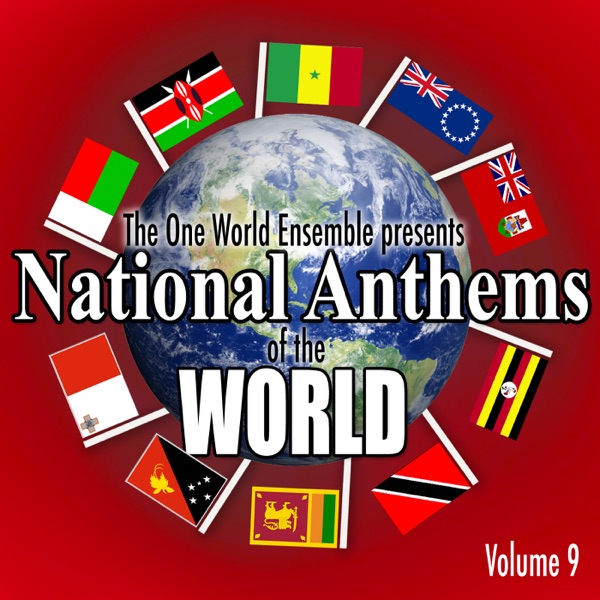 The One World Ensemble presents
National Anthems
of the
WORLD
Volume 9